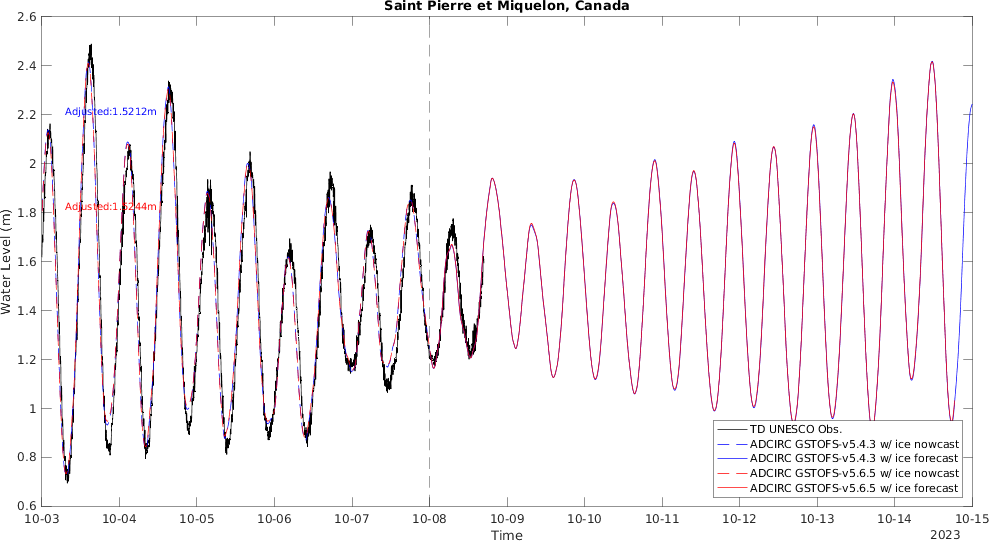 Saint Pierre et Miquelon, Canada
2.6
2.4
2.2
2
1.8
1.6
1.4
1.2
1
0.8
0.6
Water Level (m)
Adjusted:1.5212m
Adjusted:1.5244m
TD UNESCO Obs.
ADCIRC GSTOFS-v5.4.3 w/ ice nowcast
ADCIRC GSTOFS-v5.4.3 w/ ice forecast
ADCIRC GSTOFS-v5.6.5 w/ ice nowcast
ADCIRC GSTOFS-v5.6.5 w/ ice forecast
10-03 10-04 10-05 10-06 10-07 10-08 10-09 10-10 10-11 10-12 10-13 10-14 10-15
Time
2023